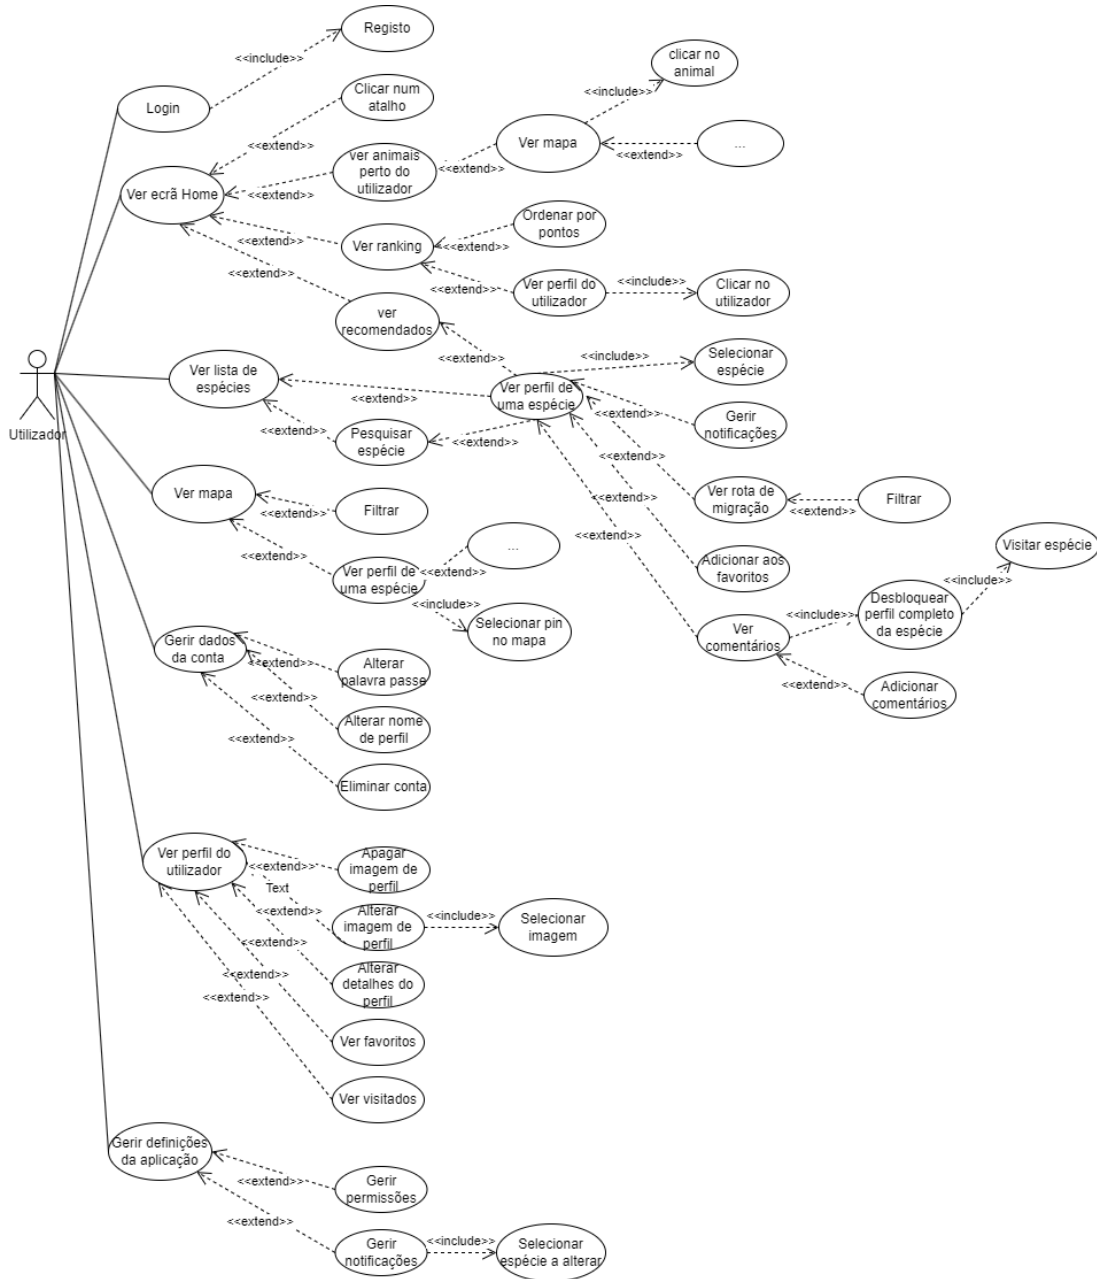 Registo
<<include>>
clicar no
animal
Clicar num
atalho
<<include>>
Login
<<extend>>
Ver mapa
...
<<extend>>
ver animais
perto do
utilizador
<<extend>>
Ver ecrã Home
<<extend>>
Ordenar por
pontos
<<extend>>
Ver ranking
<<extend>>
<<extend>>
<<include>>
Ver perfil do
utilizador
Clicar no
utilizador
<<extend>>
ver
recomendados
<<extend>>
<<include>>
Selecionar
espécie
Ver lista de
espécies
<<extend>>
Ver perfil de
uma espécie
<<extend>>
Gerir
notificações
Utilizador
<<extend>>
Pesquisar
espécie
<<extend>>
<<extend>>
Ver mapa
<<extend>>
Filtrar
<<extend>>
Ver rota de
migração
<<extend>>
Filtrar
<<extend>>
<<extend>>
...
Visitar espécie
Ver perfil de
uma espécie
<<extend>>
Adicionar aos
favoritos
<<include>>
<<include>>
Selecionar pin
no mapa
Desbloquear
perfil completo
da espécie
<<include>>
Ver
comentários
Gerir dados
da conta
<<extend>>
Alterar
palavra passe
<<extend>>
<<extend>>
Adicionar
comentários
Alterar nome
de perfil
<<extend>>
Eliminar conta
Ver perfil do
utilizador
<<extend>>
Apagar
imagem de
perfil
Text
<<extend>>
Alterar
imagem de
perfil
<<include>>
Selecionar
imagem
<<extend>>
Alterar
detalhes do
perfil
<<extend>>
<<extend>>
Ver favoritos
Ver visitados
Gerir definições
da aplicação
<<extend>>
Gerir
permissões
<<extend>>
Gerir
notificações
<<include>>
Selecionar
espécie a alterar